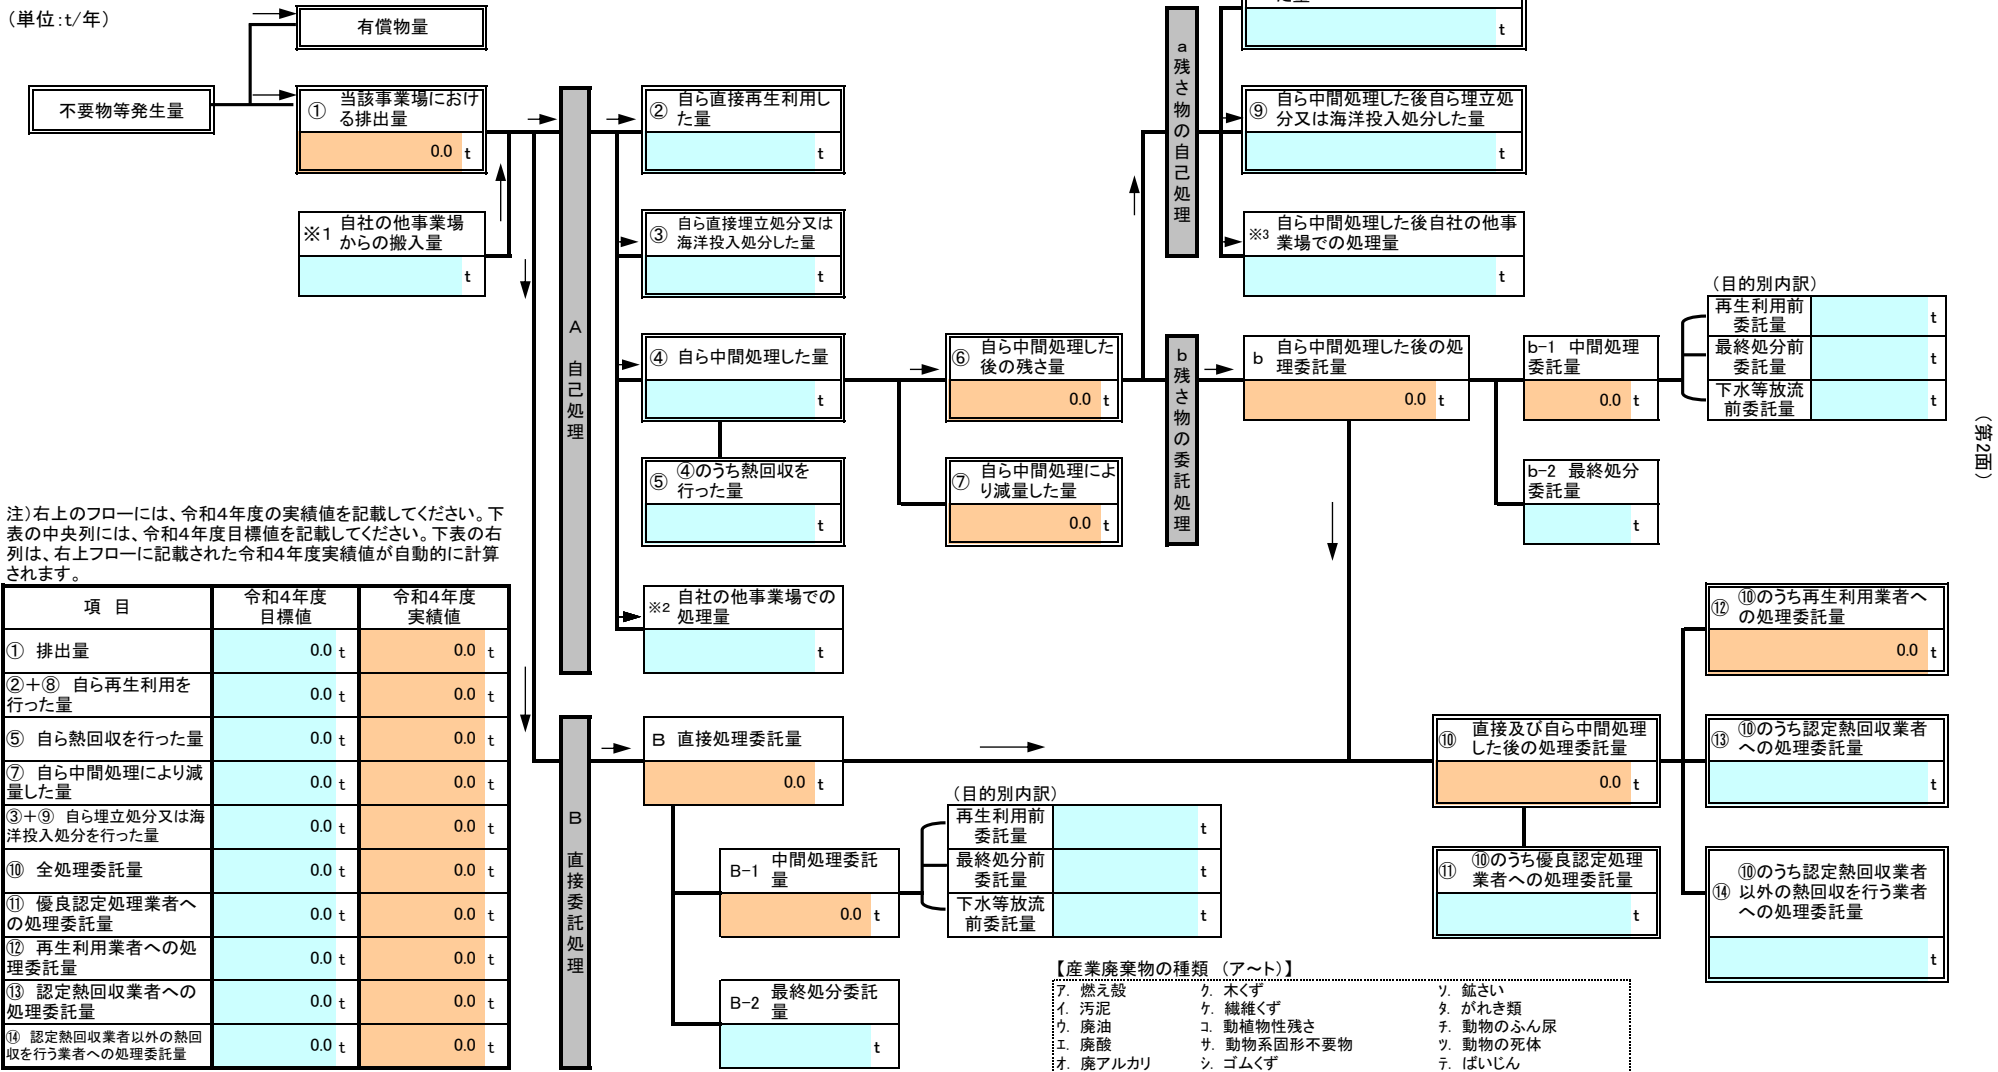 （単位：t/年）
有償物量
不要物等発生量
① 当該事業場におけ
る排出量
0.0 t
※1 自社の他事業場
からの搬入量
t
A 自己処理
② 自ら直接再生利用し
た量
t
③ 自ら直接埋立処分又は
海洋投入処分した量
t
④ 自ら中間処理した量
t
⑤ ④のうち熱回収を
行った量
t
※2 自社の他事業場での
処理量
t
⑥ 自ら中間処理した
後の残さ量
0.0 t
⑦ 自ら中間処理によ
り減量した量
0.0 t
a 残さ物の自己処理
t
⑨ 自ら中間処理した後自ら埋立処
分又は海洋投入処分した量
t
※3 自ら中間処理した後自社の他事
業場での処理量
t
b 残さ物の委託処理
b 自ら中間処理した後の処
理委託量
0.0 t
b-1 中間処理
委託量
0.0 t
b-2 最終処分
委託量
t
（目的別内訳）
再生利用前
委託量
t
最終処分前
委託量
t
下水等放流
前委託量
t
（第2面）
注）右上のフローには、令和4年度の実績値を記載してください。下
表の中央列には、令和4年度目標値を記載してください。下表の右
列は、右上フローに記載された令和4年度実績値が自動的に計算
されます。
項 目
令和4年度
目標値
令和4年度
実績値
① 排出量
0.0 t 0.0 t
②＋⑧ 自ら再生利用を
行った量
0.0 t 0.0 t
⑤ 自ら熱回収を行った量
0.0 t 0.0 t
⑦ 自ら中間処理により減
量した量
0.0 t 0.0 t
③＋⑨ 自ら埋立処分又は海
洋投入処分を行った量
0.0 t 0.0 t
⑩ 全処理委託量
0.0 t 0.0 t
⑪ 優良認定処理業者へ
の処理委託量
0.0 t 0.0 t
⑫ 再生利用業者への処
理委託量
0.0 t 0.0 t
⑬ 認定熱回収業者への
処理委託量
0.0 t 0.0 t
⑭ 認定熱回収業者以外の熱回
収を行う業者への処理委託量
0.0 t 0.0 t
B 直接委託処理
B 直接処理委託量
0.0 t
B-1 中間処理委託
量
0.0 t
B-2 最終処分委託
量
t
（目的別内訳）
再生利用前
委託量
t
最終処分前
委託量
t
下水等放流
前委託量
t
⑩ 直接及び自ら中間処理
した後の処理委託量
0.0 t
⑪ ⑩のうち優良認定処理
業者への処理委託量
t
⑫ ⑩のうち再生利用業者へ
の処理委託量
0.0 t
⑬ ⑩のうち認定熱回収業者
への処理委託量
t
⑭ ⑩のうち認定熱回収業者
以外の熱回収を行う業者
への処理委託量
t
【産業廃棄物の種類 （ア～ト）】
ア. 燃え殻 ク. 木くず ソ. 鉱さい
イ. 汚泥 ケ. 繊維くず タ. がれき類
ウ. 廃油 コ. 動植物性残さ チ. 動物のふん尿
エ. 廃酸 サ. 動物系固形不要物 ツ. 動物の死体
オ. 廃アルカリ シ. ゴムくず テ. ばいじん